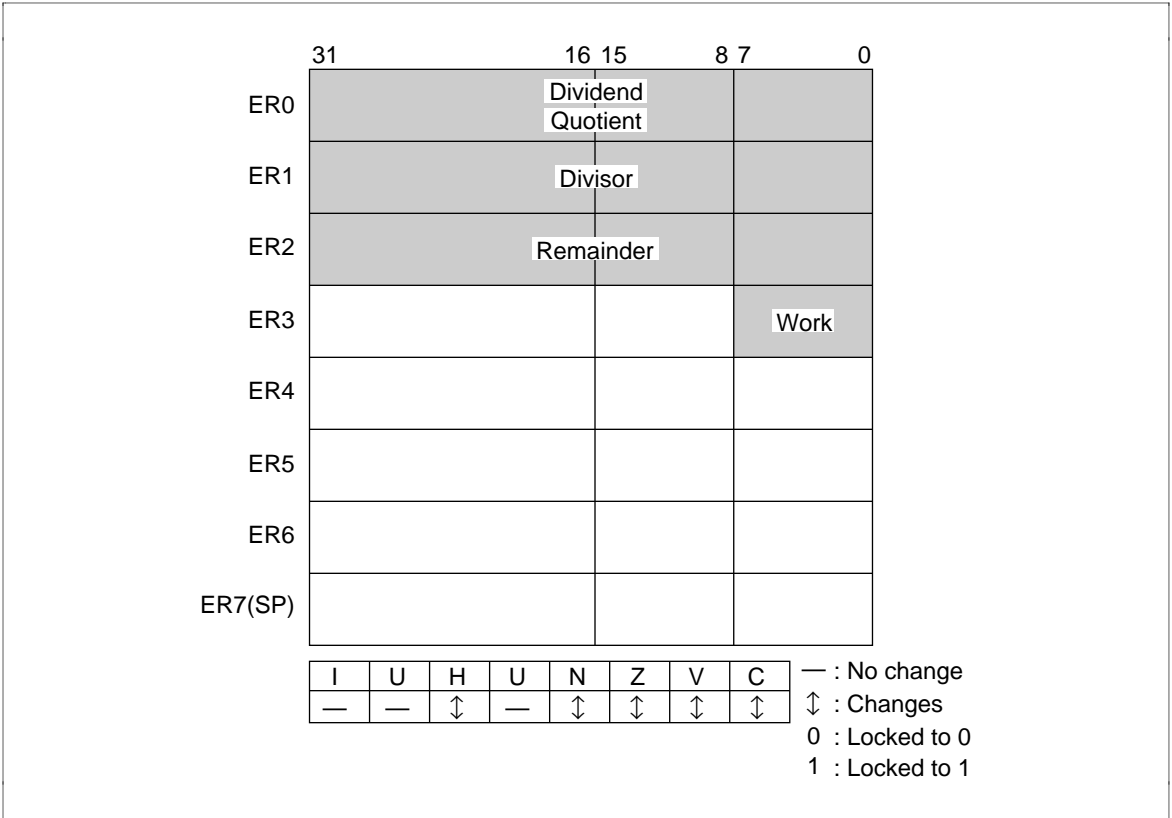 31 16 15 8 7 0
ER0 Dividend
Quotient
ER1 Divisor
ER2 Remainder
ER3 Work
ER4
ER5
ER6
ER7(SP)
I U H U N Z V C — : No change
— — ↕ — ↕ ↕ ↕ ↕ ↕ : Changes
0 : Locked to 0
1 : Locked to 1